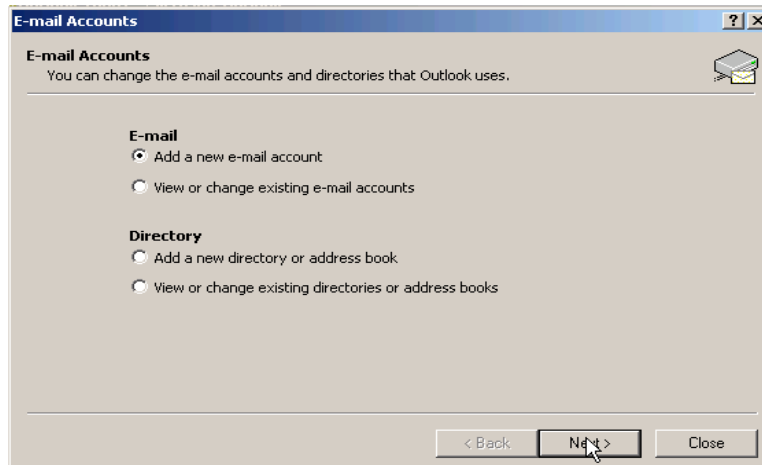 E-mail Accounts
E-mail Accounts
You can change the e-mail accounts and directories that Outlook uses.
E-mail
Add a new e-mail account
View or change existing e-mail accounts
Directory
Add a new directory or address book
View or change existing directories or address books
< Back Next > Close